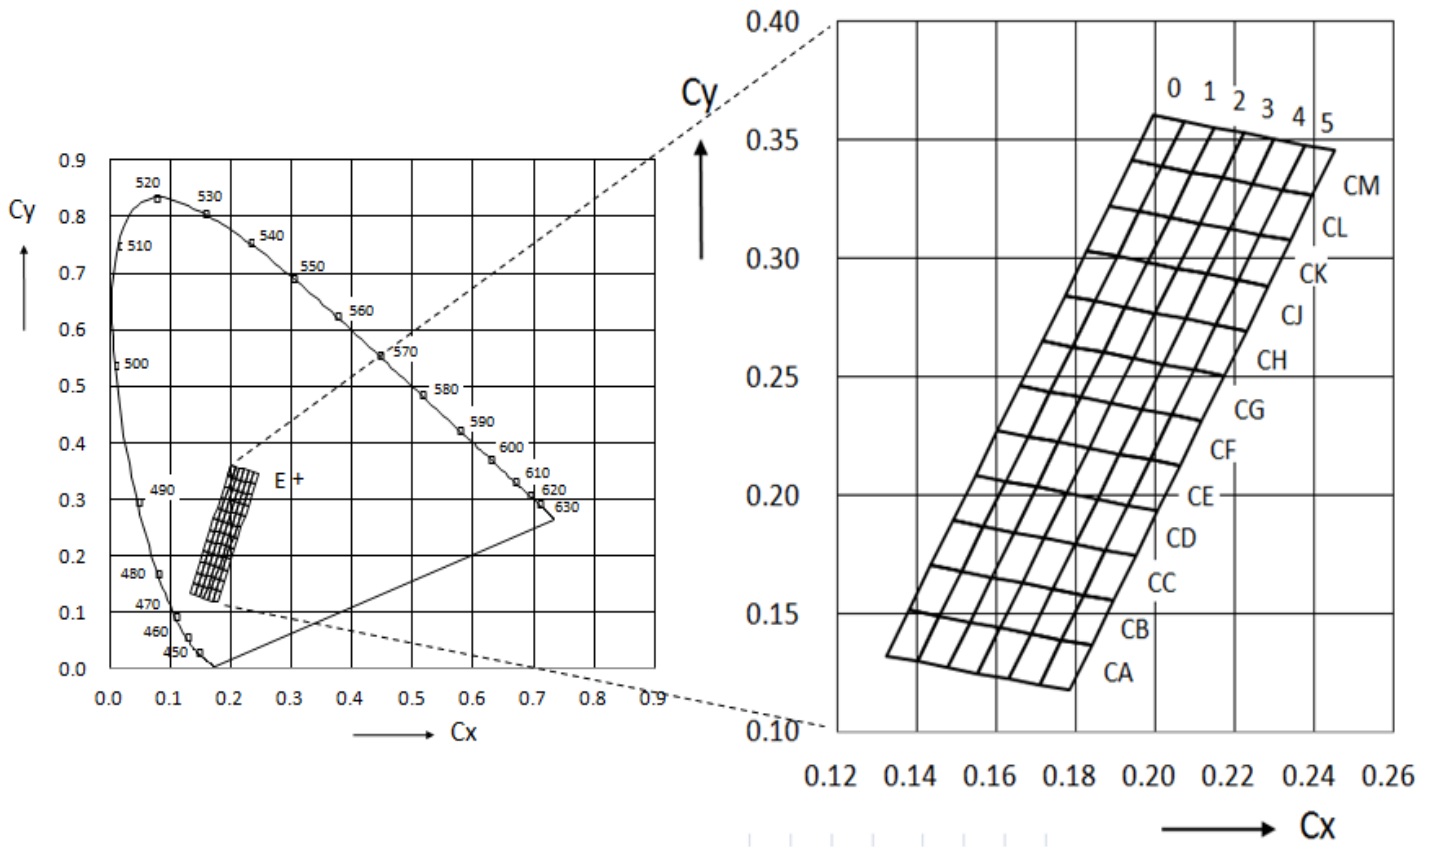 0.9
0.8
0.7
0.6
0.5
0.4
0.3
0.2
0.1
0.0
Cy
520
530
510
540
550
560
500
570
580
590
600
610
620
630
490
480
470
460
450
E +
0.0 0.1 0.2 0.3 0.4 0.5 0.6 0.7 0.8 0.9
Cx
Cy
0.40
0.35
0.30
0.25
0.20
0.15
0.10
0 1 2 3 4 5
CM
CL
CK
CJ
CH
CG
CF
CE
CD
CC
CB
CA
0.12 0.14 0.16 0.18 0.20 0.22 0.24 0.26
Cx